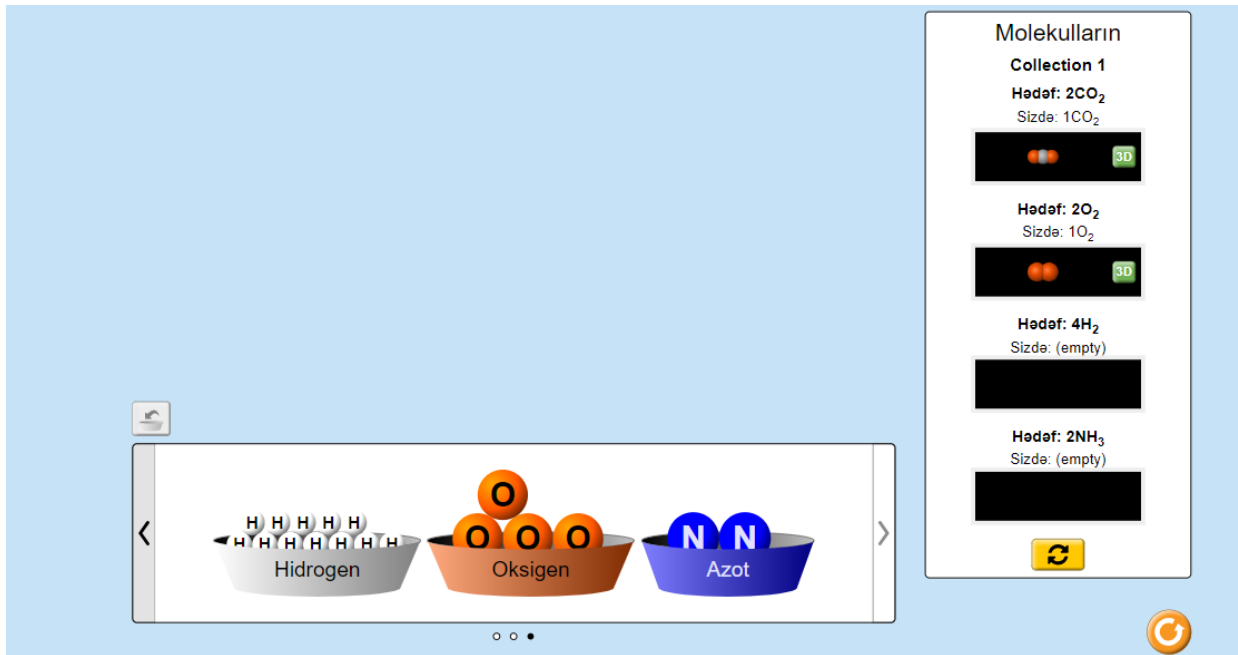 Molekulların
Collection 1
Hədəf: 2CO₂
Sizdə: 1CO₂
3D
Hədəf: 2O₂
Sizdə: 1O₂
3D
Hədəf: 4H₂
Sizdə: (empty)
Hədəf: 2NH₃
Sizdə: (empty)
H H H H H
H H H H H H H
Hidrogen
O
O O O
Oksigen
N N
Azot